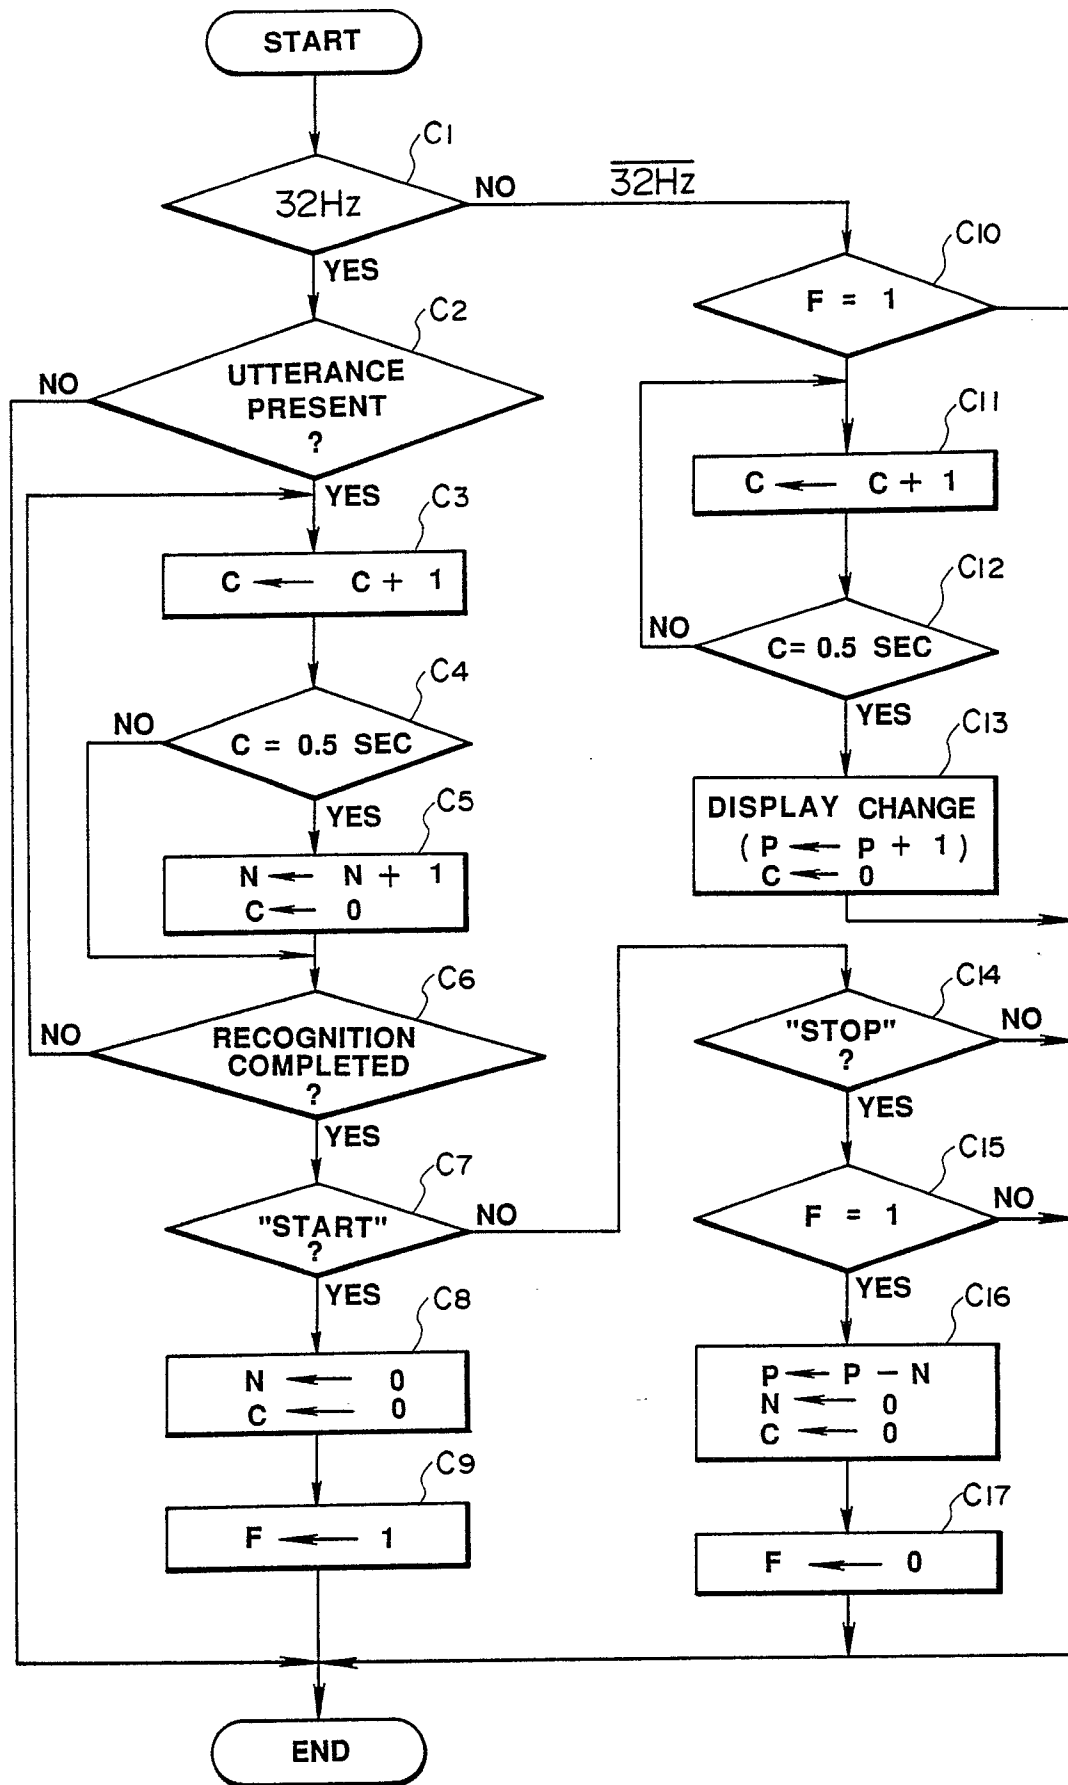 START
C1
32Hz
NO
3̅2̅H̅z̅
YES
C2
UTTERANCE
PRESENT
?
NO
YES
C3
C ← C + 1
C4
C = 0.5 SEC
NO
YES
C5
N ← N + 1
C ← 0
C6
RECOGNITION
COMPLETED
?
NO
YES
C7
"START"
?
NO
YES
C8
N ← 0
C ← 0
C9
F ← 1
END
C10
F = 1
C11
C ← C + 1
C12
C= 0.5 SEC
NO
YES
C13
DISPLAY CHANGE
( P ← P + 1 )
C ← 0
C14
"STOP"
?
NO
YES
C15
F = 1
NO
YES
C16
P ← P − N
N ← 0
C ← 0
C17
F ← 0